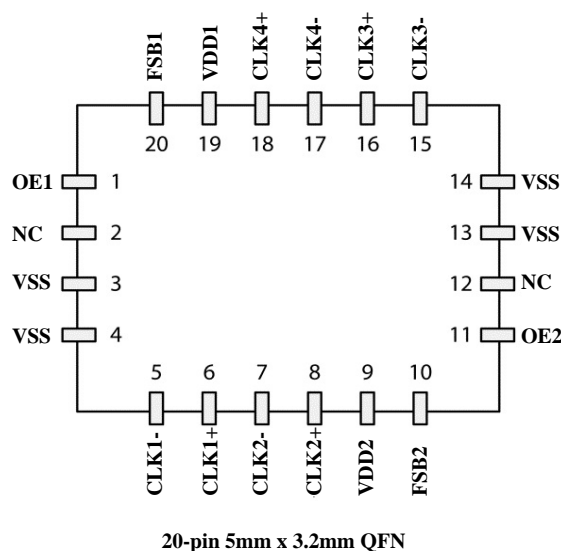 FSB1
VDD1
CLK4+
CLK4-
CLK3+
CLK3-
20 19 18 17 16 15
OE1 1 14 VSS
NC 2 13 VSS
VSS 3 12 NC
VSS 4 11 OE2
5 6 7 8 9 10
CLK1-
CLK1+
CLK2-
CLK2+
VDD2
FSB2
20-pin 5mm x 3.2mm QFN